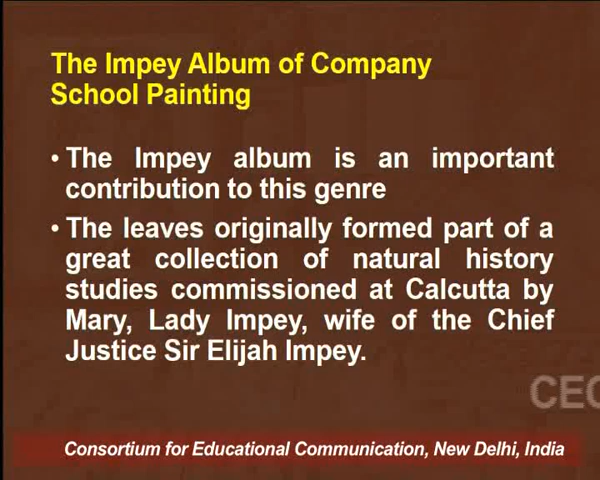 The Impey Album of Company
School Painting
• The Impey album is an important
contribution to this genre
• The leaves originally formed part of a
great collection of natural history
studies commissioned at Calcutta by
Mary, Lady Impey, wife of the Chief
Justice Sir Elijah Impey.
CEC
Consortium for Educational Communication, New Delhi, India